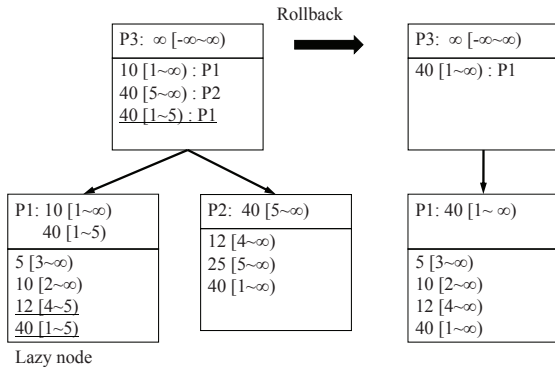 Rollback
P3: ∞ [-∞~∞)
10 [1~∞) : P1
40 [5~∞) : P2
40 [1~5) : P1
P1: 10 [1~∞)
40 [1~5)
5 [3~∞)
10 [2~∞)
12 [4~5)
40 [1~5)
Lazy node
P2: 40 [5~∞)
12 [4~∞)
25 [5~∞)
40 [1~∞)
P3: ∞ [-∞~∞)
40 [1~∞) : P1
P1: 40 [1~ ∞)
5 [3~∞)
10 [2~∞)
12 [4~∞)
40 [1~∞)